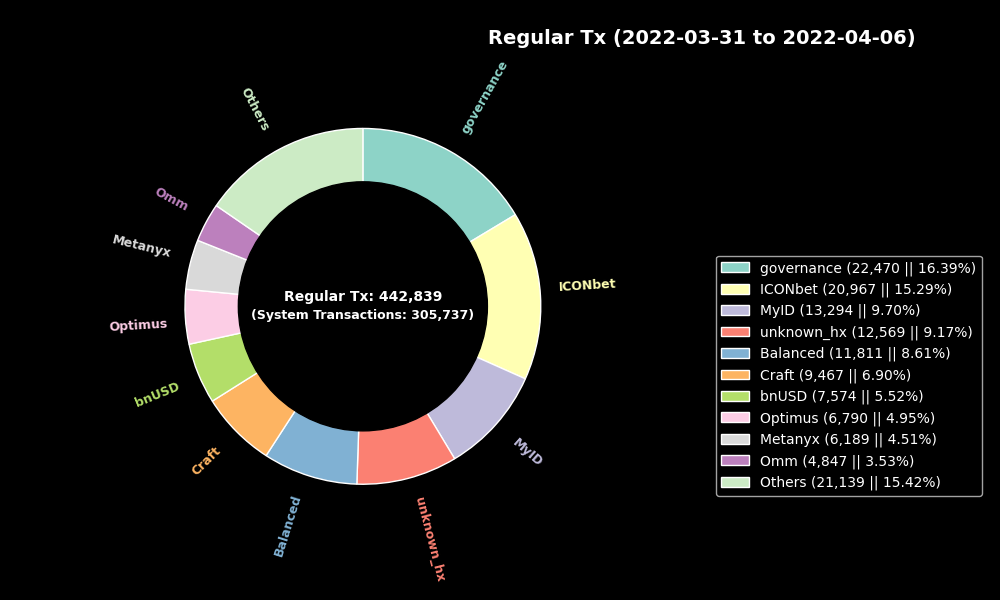 Regular Tx (2022-03-31 to 2022-04-06)
governance
Others
Omm
Metanyx
ICONbet
Optimus
bnUSD
Craft
MyID
Balanced
unknown_hx
Regular Tx: 442,839
(System Transactions: 305,737)
governance (22,470 || 16.39%)
ICONbet (20,967 || 15.29%)
MyID (13,294 || 9.70%)
unknown_hx (12,569 || 9.17%)
Balanced (11,811 || 8.61%)
Craft (9,467 || 6.90%)
bnUSD (7,574 || 5.52%)
Optimus (6,790 || 4.95%)
Metanyx (6,189 || 4.51%)
Omm (4,847 || 3.53%)
Others (21,139 || 15.42%)